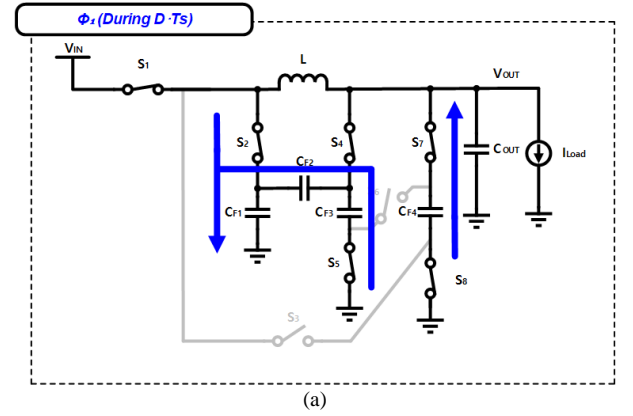 Φ₁ (During D·Ts)
VIN
S1
L
VOUT
S2
S4
S7
COUT
ILoad
CF2
CF1
CF3
CF4
S5
S8
S3
(a)